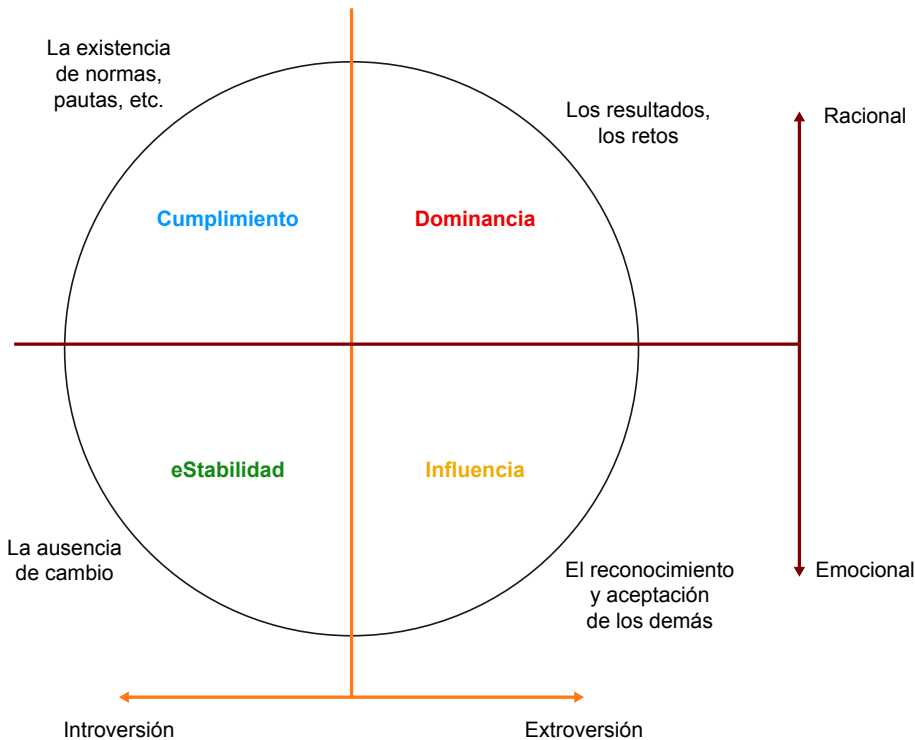 La existencia
de normas,
pautas, etc.
Los resultados,
los retos
Racional
Cumplimiento
Dominancia
eStabilidad
Influencia
La ausencia
de cambio
El reconocimiento
y aceptación
de los demás
Emocional
Introversión
Extroversión